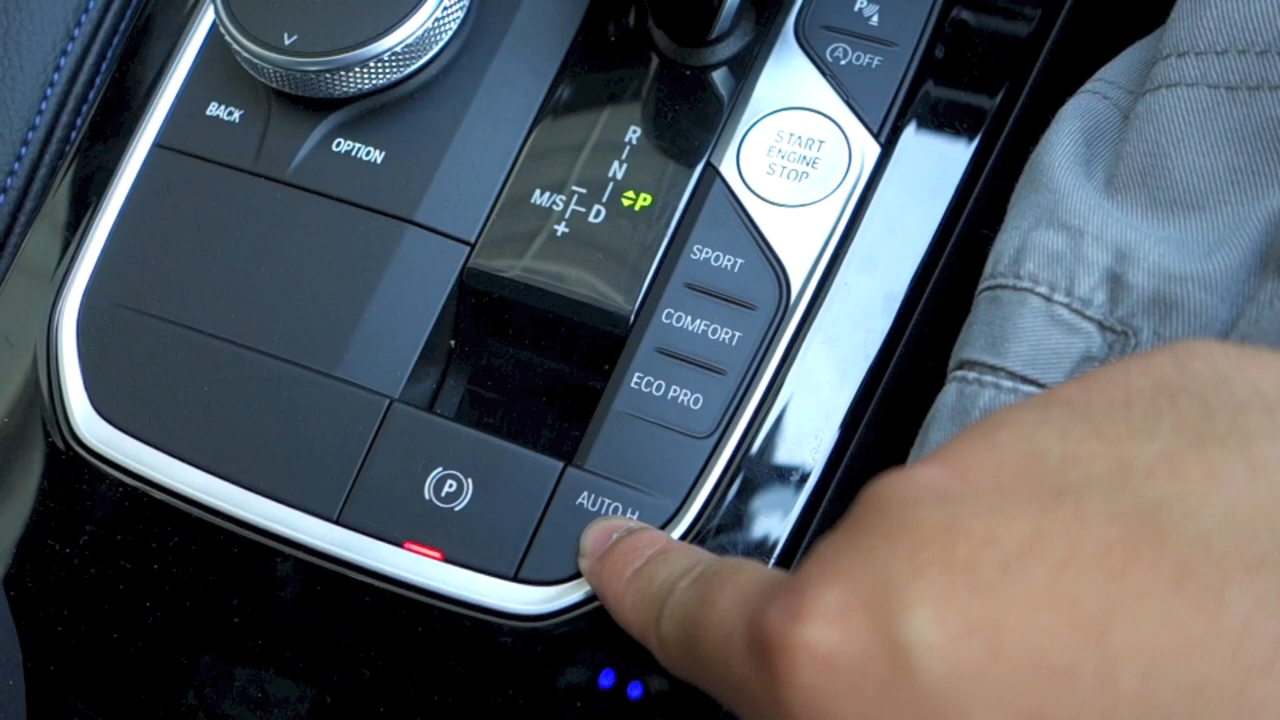 P
OFF
START
ENGINE
STOP
BACK
OPTION
R
N
M/S
D
P
−
+
SPORT
COMFORT
ECO PRO
(P)
AUTO H